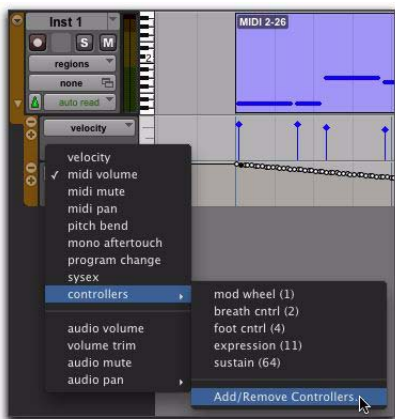 Inst 1
MIDI 2-26
S M
regions
2
none
auto read
velocity
velocity
✓ midi volume
midi mute
midi pan
pitch bend
mono aftertouch
program change
sysex
controllers
mod wheel (1)
breath cntrl (2)
foot cntrl (4)
expression (11)
sustain (64)
audio volume
volume trim
audio mute
audio pan
Add/Remove Controllers...